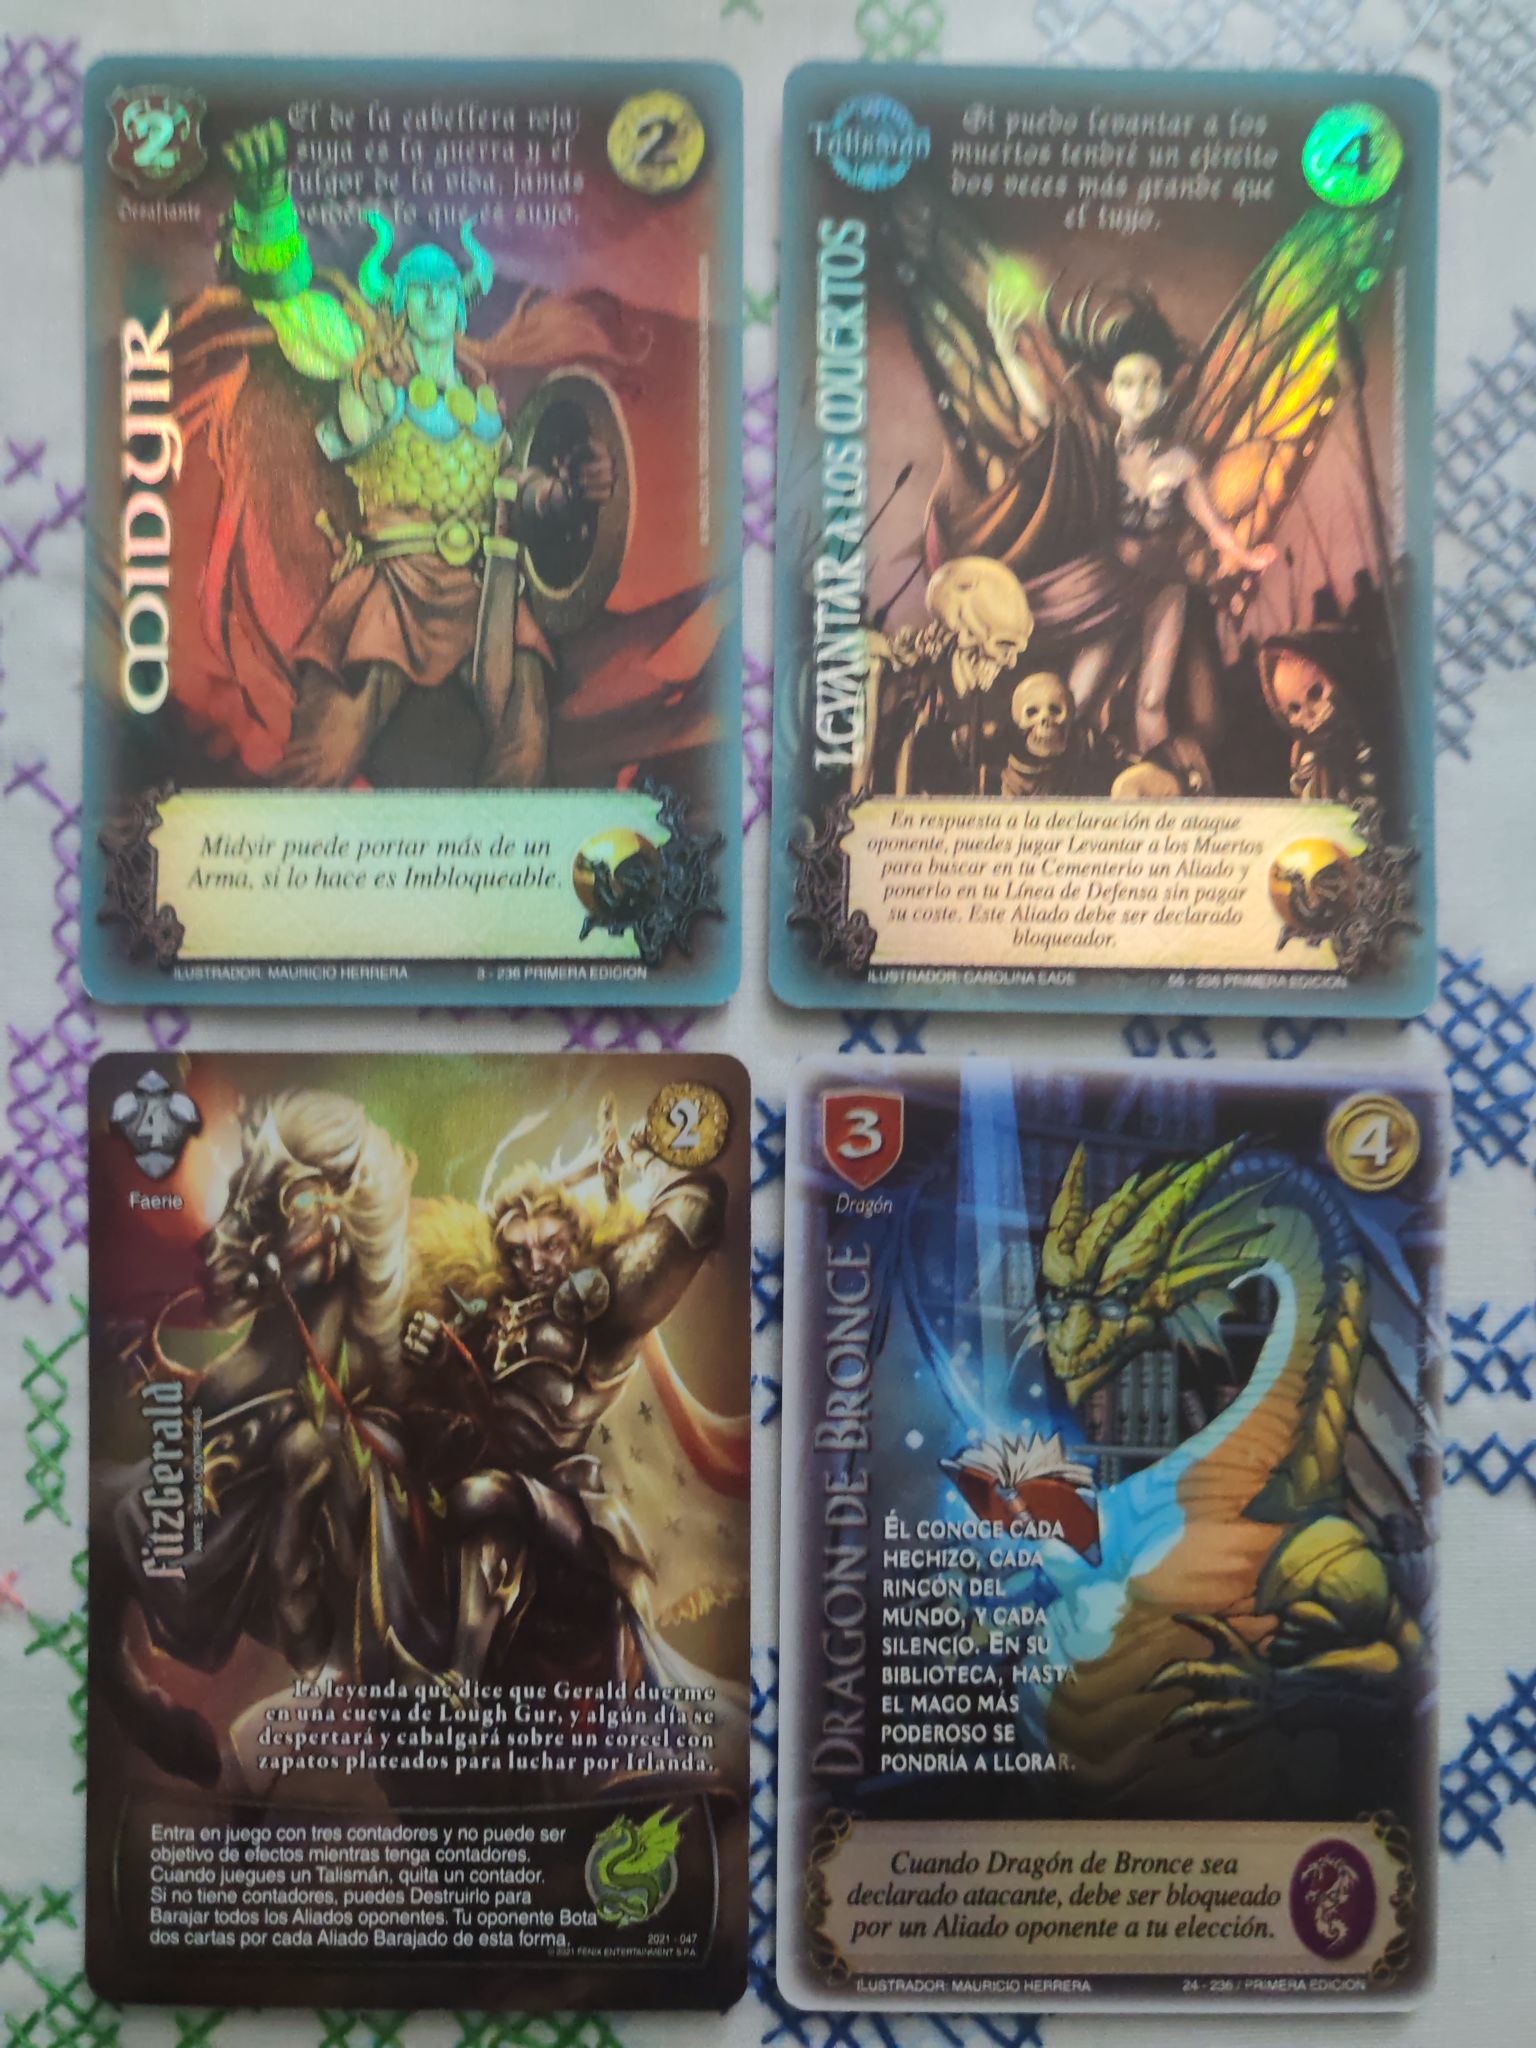 2
Desafiante
El de la cabellera roja;
suya es la guerra y el
fulgor de la vida, jamás
perderá lo que es suyo.
2
MIDYIR
Midyir puede portar más de un
Arma, si lo hace es Imbloqueable.
ILUSTRADOR: MAURICIO HERRERA
3 - 236 PRIMERA EDICION
Talisman
Si puedo levantar a los
muertos tendré un ejército
dos veces más grande que
el tuyo.
4
LEVANTAR A LOS MUERTOS
En respuesta a la declaración de ataque
oponente, puedes jugar Levantar a los Muertos
para buscar en tu Cementerio un Aliado y
ponerlo en tu Línea de Defensa sin pagar
su coste. Este Aliado debe ser declarado
bloqueador.
ILUSTRADOR: CAROLINA EADE
56 - 236 PRIMERA EDICION
4
Faerie
2
FitzGerald
ARTE: SARA CONTRERAS
La leyenda que dice que Gerald duerme
en una cueva de Lough Gur, y algún día se
despertará y cabalgará sobre un corcel con
zapatos plateados para luchar por Irlanda.
Entra en juego con tres contadores y no puede ser
objetivo de efectos mientras tenga contadores.
Cuando juegues un Talismán, quita un contador.
Si no tiene contadores, puedes Destruirlo para
Barajar todos los Aliados oponentes. Tu oponente Bota
dos cartas por cada Aliado Barajado de esta forma.
2021 - 047
© 2021 FENIX ENTERTAINMENT S.P.A.
3
Dragón
4
DRAGON DE BRONCE
ÉL CONOCE CADA
HECHIZO, CADA
RINCÓN DEL
MUNDO, Y CADA
SILENCIO. EN SU
BIBLIOTECA, HASTA
EL MAGO MÁS
PODEROSO SE
PONDRÍA A LLORAR.
Cuando Dragón de Bronce sea
declarado atacante, debe ser bloqueado
por un Aliado oponente a tu elección.
ILUSTRADOR: MAURICIO HERRERA
24 - 236 / PRIMERA EDICION